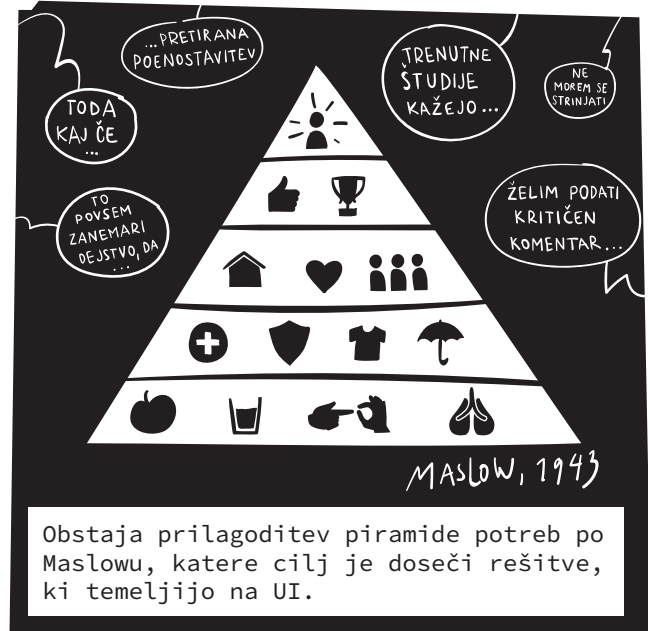 ...PRETIRANA
POENOSTAVITEV
TRENUTNE
ŠTUDIJE
KAŽEJO...
NE
MOREM SE
STRINJATI
TODA
KAJ ČE
...
TO
POVSEM
ZANEMARI
DEJSTVO, DA
...
ŽELIM PODATI
KRITIČEN
KOMENTAR...
MASLOW, 1943
Obstaja prilagoditev piramide potreb po
Maslowu, katere cilj je doseči rešitve,
ki temeljijo na UI.